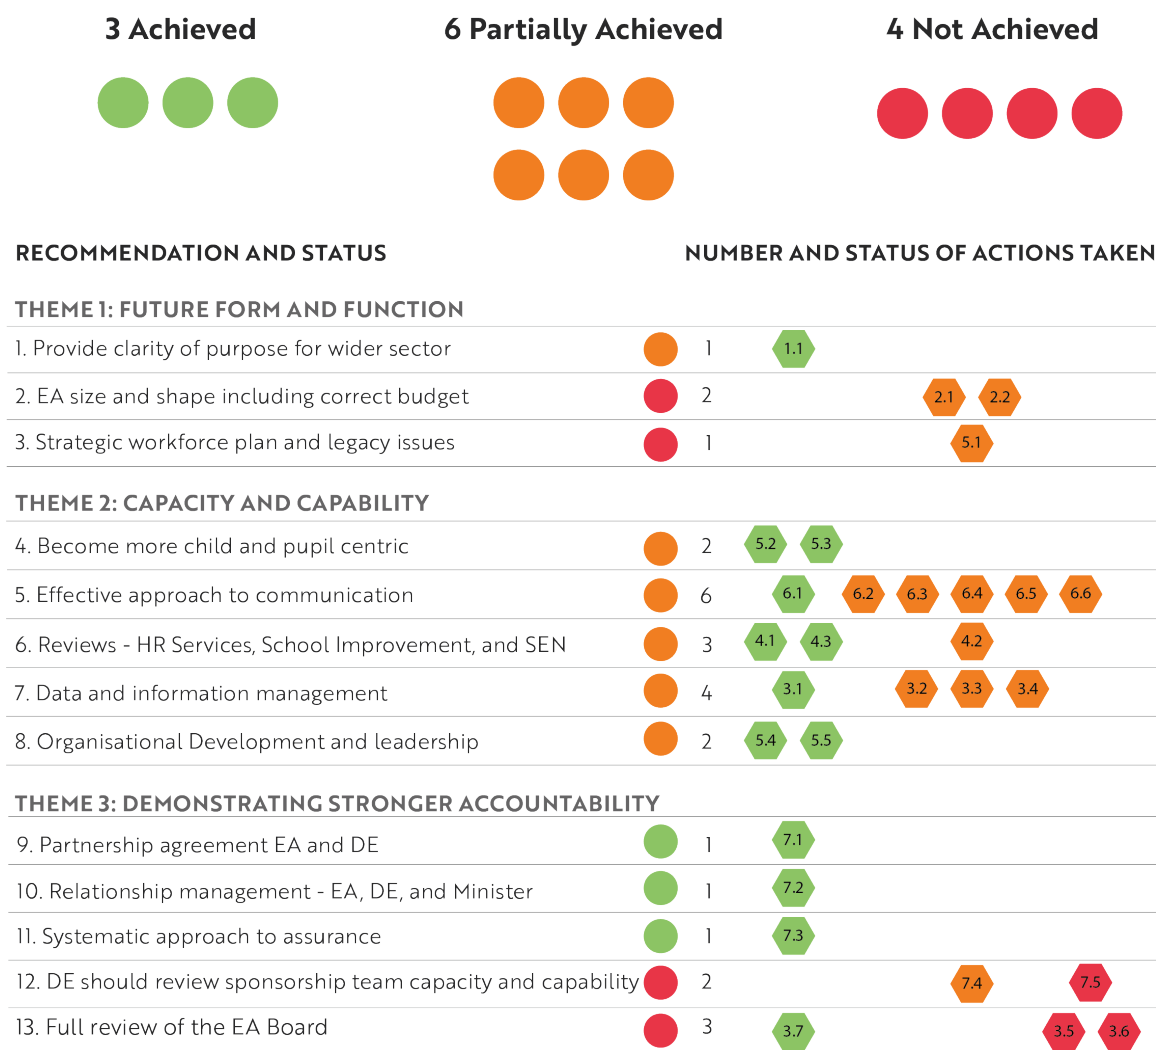 3 Achieved
6 Partially Achieved
4 Not Achieved
RECOMMENDATION AND STATUS
NUMBER AND STATUS OF ACTIONS TAKEN
THEME 1: FUTURE FORM AND FUNCTION
1. Provide clarity of purpose for wider sector 1 1.1
2. EA size and shape including correct budget 2 2.1 2.2
3. Strategic workforce plan and legacy issues 1 5.1
THEME 2: CAPACITY AND CAPABILITY
4. Become more child and pupil centric 2 5.2 5.3
5. Effective approach to communication 6 6.1 6.2 6.3 6.4 6.5 6.6
6. Reviews - HR Services, School Improvement, and SEN 3 4.1 4.3 4.2
7. Data and information management 4 3.1 3.2 3.3 3.4
8. Organisational Development and leadership 2 5.4 5.5
THEME 3: DEMONSTRATING STRONGER ACCOUNTABILITY
9. Partnership agreement EA and DE 1 7.1
10. Relationship management - EA, DE, and Minister 1 7.2
11. Systematic approach to assurance 1 7.3
12. DE should review sponsorship team capacity and capability 2 7.4 7.5
13. Full review of the EA Board 3 3.7 3.5 3.6